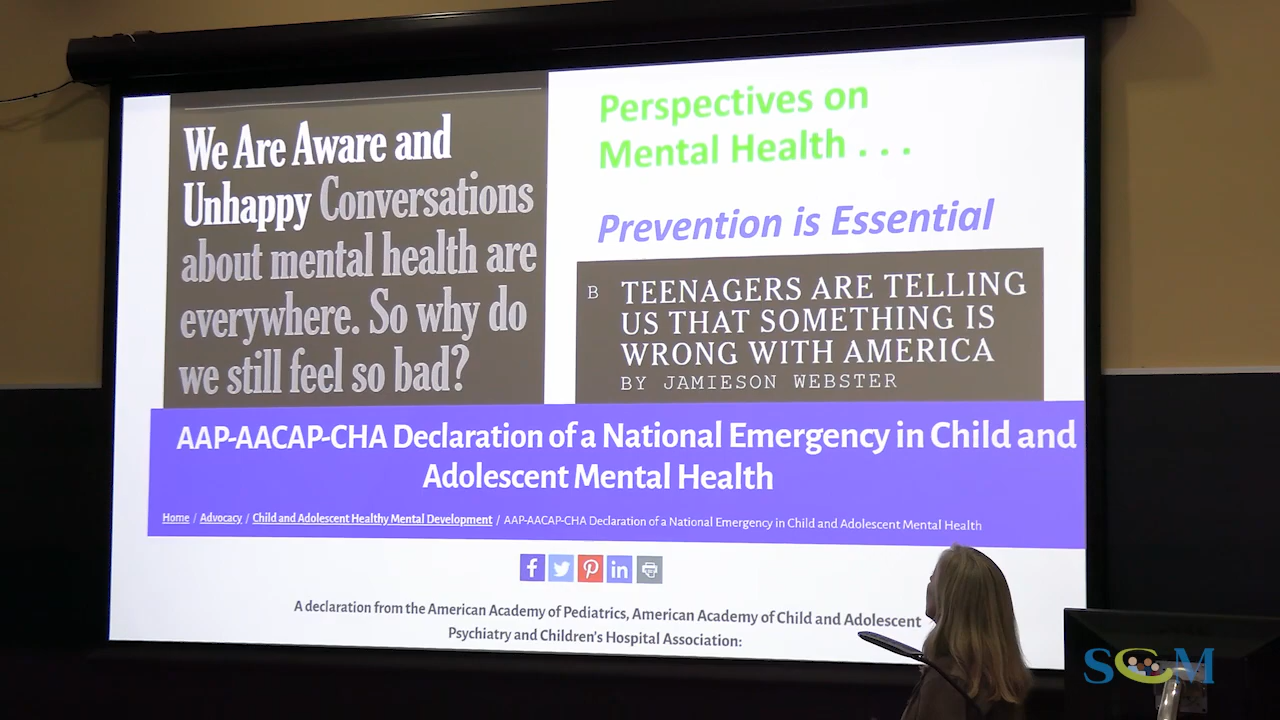 We Are Aware and
Unhappy Conversations
about mental health are
everywhere. So why do
we still feel so bad?
Perspectives on
Mental Health . . .
Prevention is Essential
B TEENAGERS ARE TELLING
US THAT SOMETHING IS
WRONG WITH AMERICA
BY JAMIESON WEBSTER
AAP-AACAP-CHA Declaration of a National Emergency in Child and
Adolescent Mental Health
Home / Advocacy / Child and Adolescent Healthy Mental Development / AAP-AACAP-CHA Declaration of a National Emergency in Child and Adolescent Mental Health
A declaration from the American Academy of Pediatrics, American Academy of Child and Adolescent
Psychiatry and Children's Hospital Association:
SCM